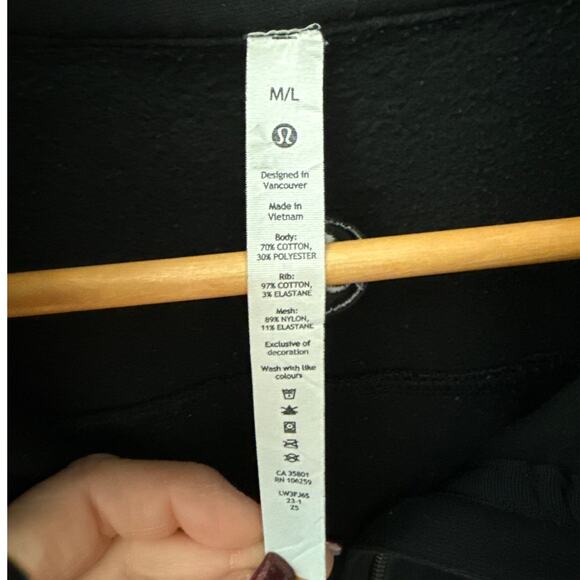 M/L
Designed in
Vancouver
Made in
Vietnam
Body:
70% COTTON,
30% POLYESTER
Rib:
97% COTTON,
3% ELASTANE
Mesh:
89% NYLON,
11% ELASTANE
Exclusive of
decoration
Wash with like
colours
CA 35801
RN 106259
LW3FJ6S
23-1
Z5